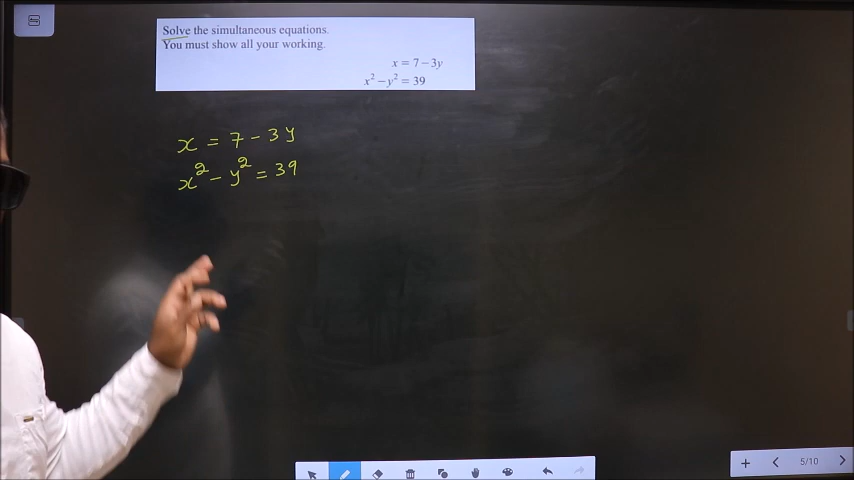 Solve the simultaneous equations.
You must show all your working.
x = 7 − 3y
x² − y² = 39
x = 7 − 3y
x² − y² = 39
5/10